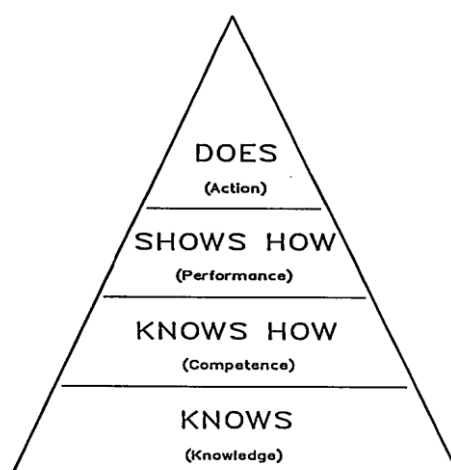 DOES
(Action)
SHOWS HOW
(Performance)
KNOWS HOW
(Competence)
KNOWS
(Knowledge)